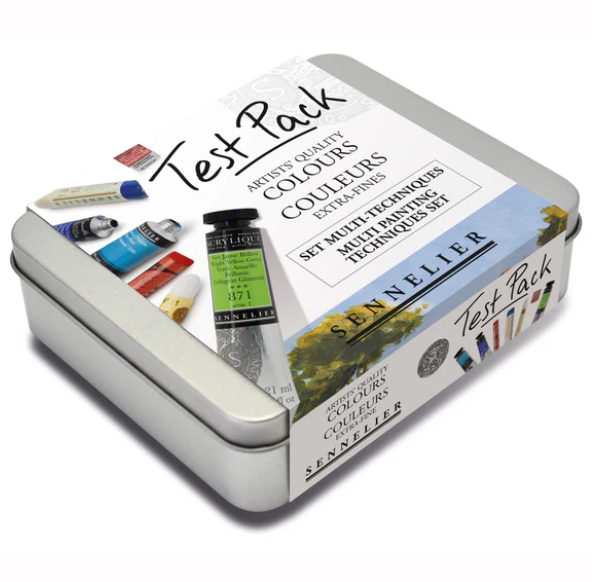 Test Pack
ARTISTS' QUALITY
COLOURS
COULEURS
EXTRA-FINES
SET MULTI-TECHNIQUES
MULTI PAINTING
TECHNIQUES SET
SENNELIER
ACRYLIQUE
871
SENNELIER
21 ml
Test Pack
ARTISTS' QUALITY
COLOURS
COULEURS
EXTRA-FINE
SENNELIER